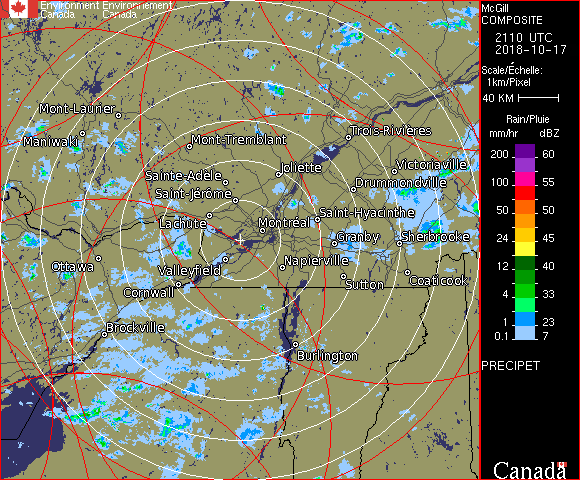 Environment Environnement
Canada Canada
McGill
COMPOSITE
2110 UTC
2018-10-17
Scale/Échelle:
1km/Pixel
40 KM
Rain/Pluie
mm/hr dBZ
200 60
100 55
50 50
24 45
12 40
8 35
4 33
1 23
0.1 7
PRECIPET
Canada
Mont-Laurier
Maniwaki
Mont-Tremblant
Trois-Rivières
Joliette
Victoriaville
Sainte-Adèle
Drummondville
Saint-Jérôme
Saint-Hyacinthe
Lachute
Montréal
Granby
Sherbrooke
Ottawa
Valleyfield
Napierville
Cornwall
Sutton
Coaticook
Brockville
Burlington